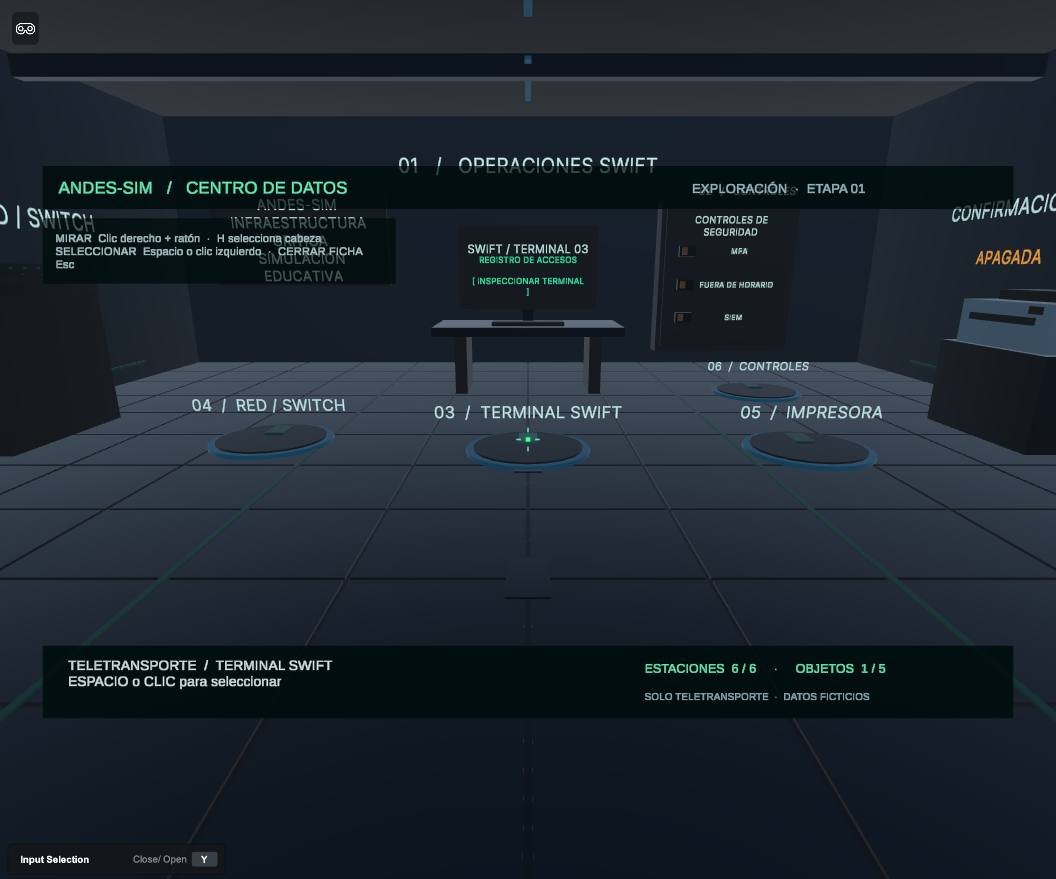 01 / OPERACIONES SWIFT
ANDES-SIM / CENTRO DE DATOS
EXPLORACIÓN · ETAPA 01
ANDES-SIM
INFRAESTRUCTURA
SIMULACIÓN
EDUCATIVA
| SWITCH
MIRAR Clic derecho + ratón · H selecciona cabeza
SELECCIONAR Espacio o clic izquierdo · CERRAR FICHA
Esc
SWIFT / TERMINAL 03
REGISTRO DE ACCESOS
[ INSPECCIONAR TERMINAL
]
CONTROLES DE
SEGURIDAD
MFA
FUERA DE HORARIO
SIEM
CONFIRMACIO
APAGADA
06 / CONTROLES
04 / RED | SWITCH
03 / TERMINAL SWIFT
05 / IMPRESORA
TELETRANSPORTE / TERMINAL SWIFT
ESPACIO o CLIC para seleccionar
ESTACIONES 6 / 6 · OBJETOS 1 / 5
SOLO TELETRANSPORTE · DATOS FICTICIOS
Input Selection Close/ Open Y